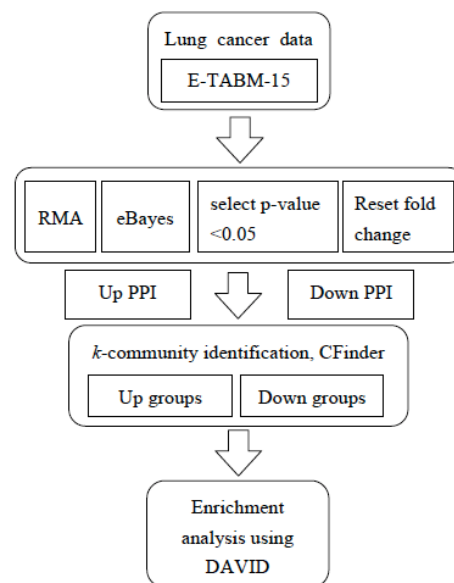 Lung cancer data
E-TABM-15
RMA
eBayes
select p-value
<0.05
Reset fold
change
Up PPI
Down PPI
k-community identification, CFinder
Up groups
Down groups
Enrichment
analysis using
DAVID